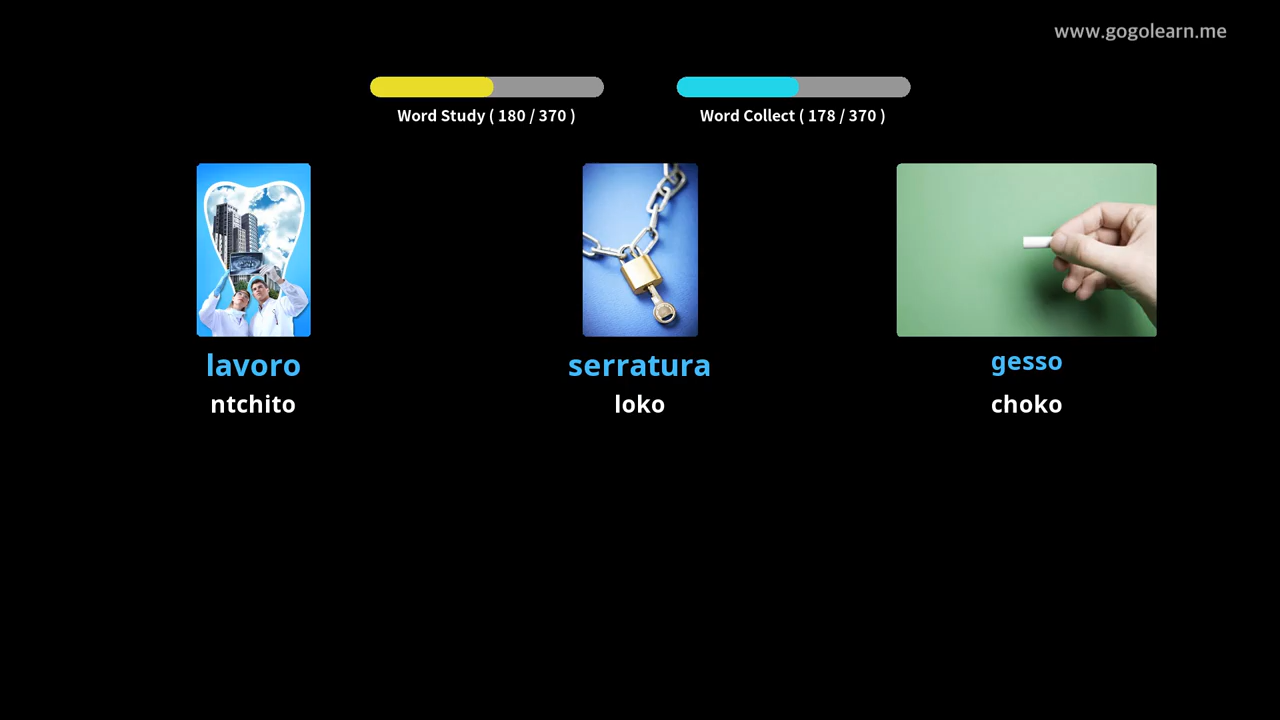 www.gogolearn.me
Word Study ( 180 / 370 )
Word Collect ( 178 / 370 )
lavoro
ntchito
serratura
loko
gesso
choko